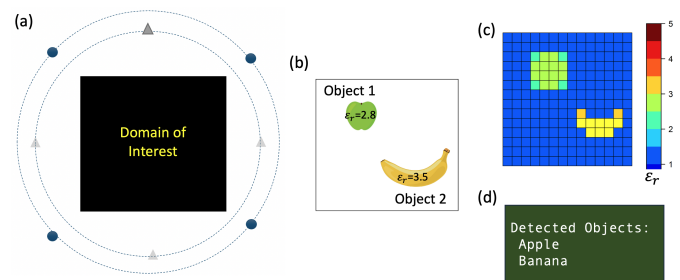 (a)
Domain of
Interest
(b)
Object 1
εr=2.8
εr=3.5
Object 2
(c)
5
4
3
2
1
εr
(d)
Detected Objects:
Apple
Banana